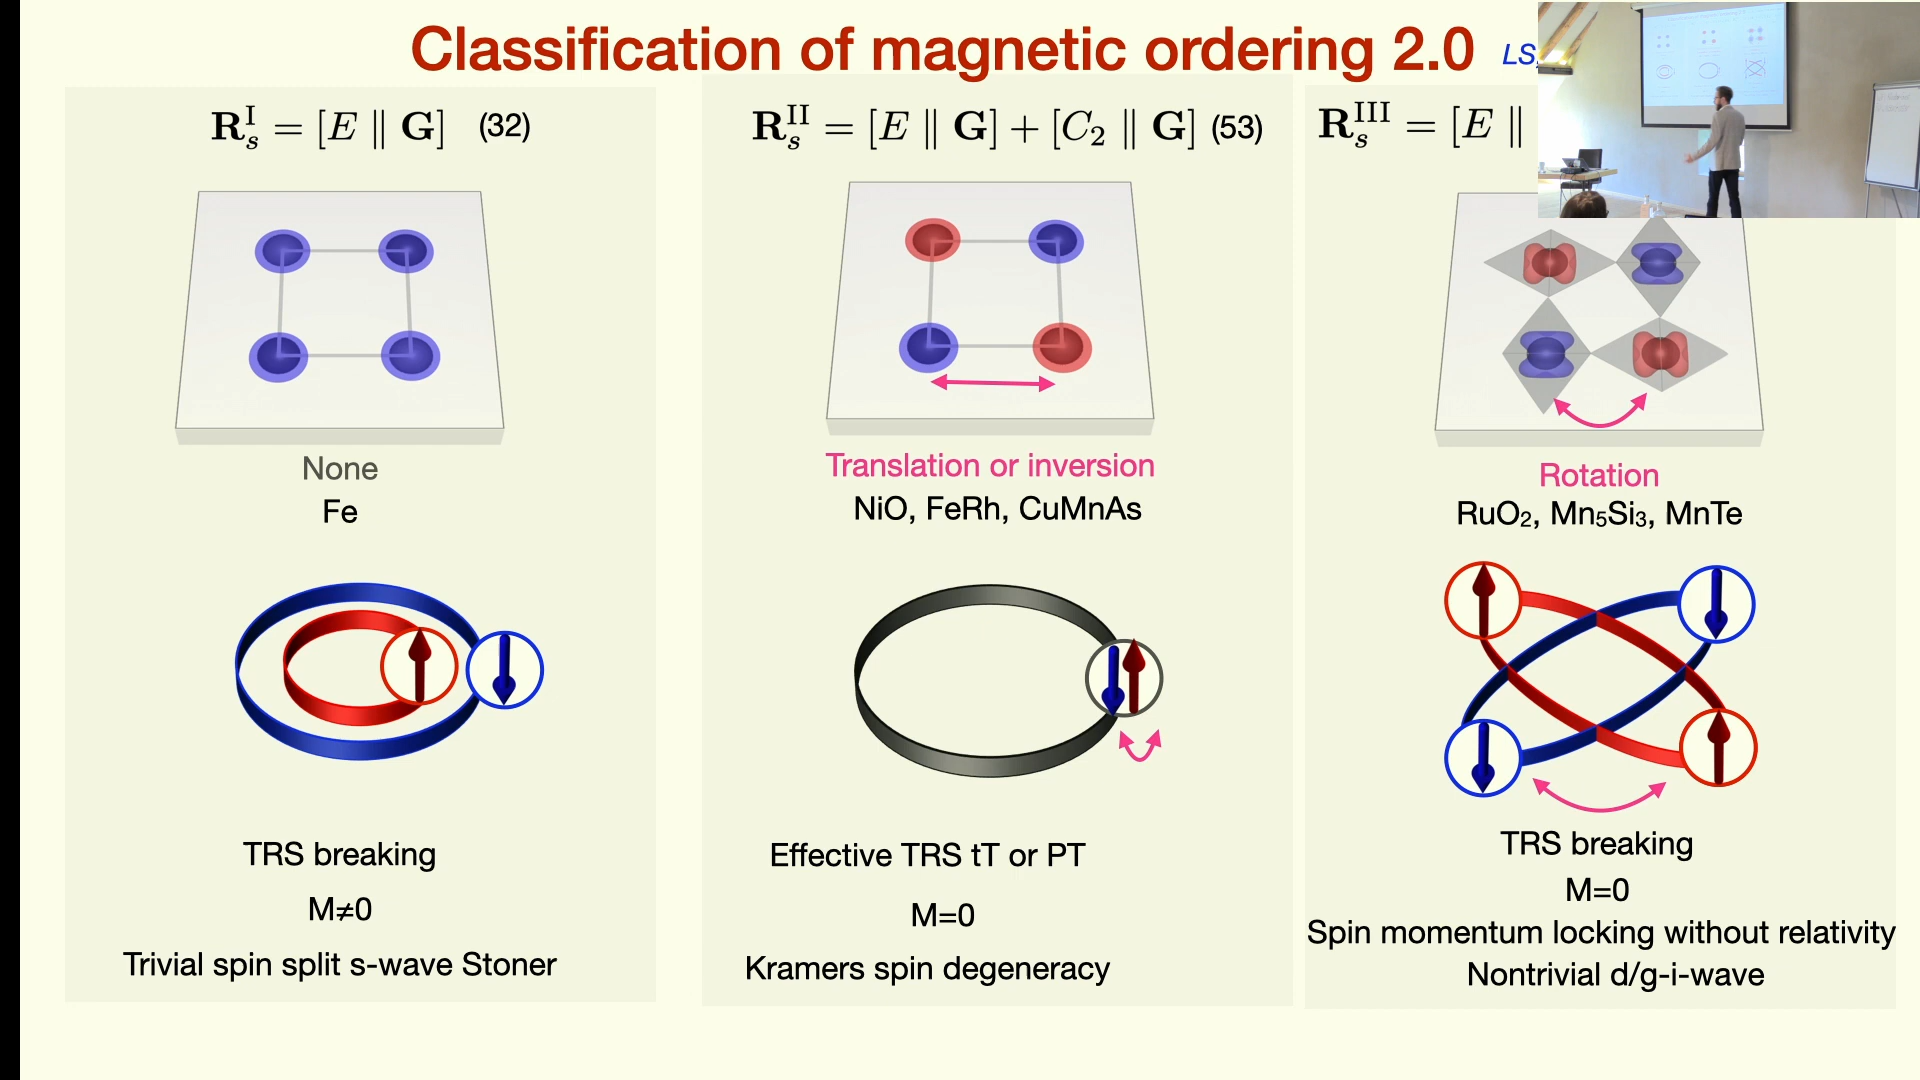 Classification of magnetic ordering 2.0 LS,
R_s^I = [E ∥ G] (32)
None
Fe
TRS breaking
M≠0
Trivial spin split s-wave Stoner
R_s^II = [E ∥ G] + [C₂ ∥ G] (53)
Translation or inversion
NiO, FeRh, CuMnAs
Effective TRS tT or PT
M=0
Kramers spin degeneracy
R_s^III = [E ∥
Rotation
RuO₂, Mn₅Si₃, MnTe
TRS breaking
M=0
Spin momentum locking without relativity
Nontrivial d/g-i-wave